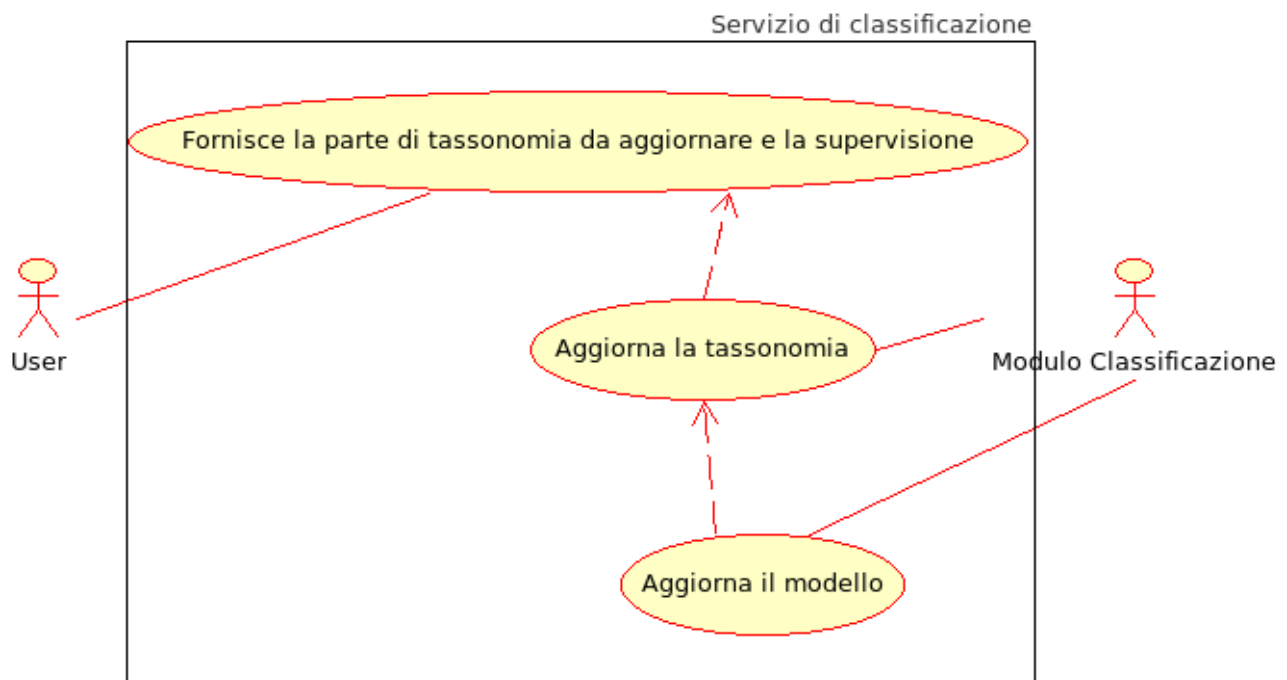 Servizio di classificazione
Fornisce la parte di tassonomia da aggiornare e la supervisione
User
Aggiorna la tassonomia
Modulo Classificazione
Aggiorna il modello